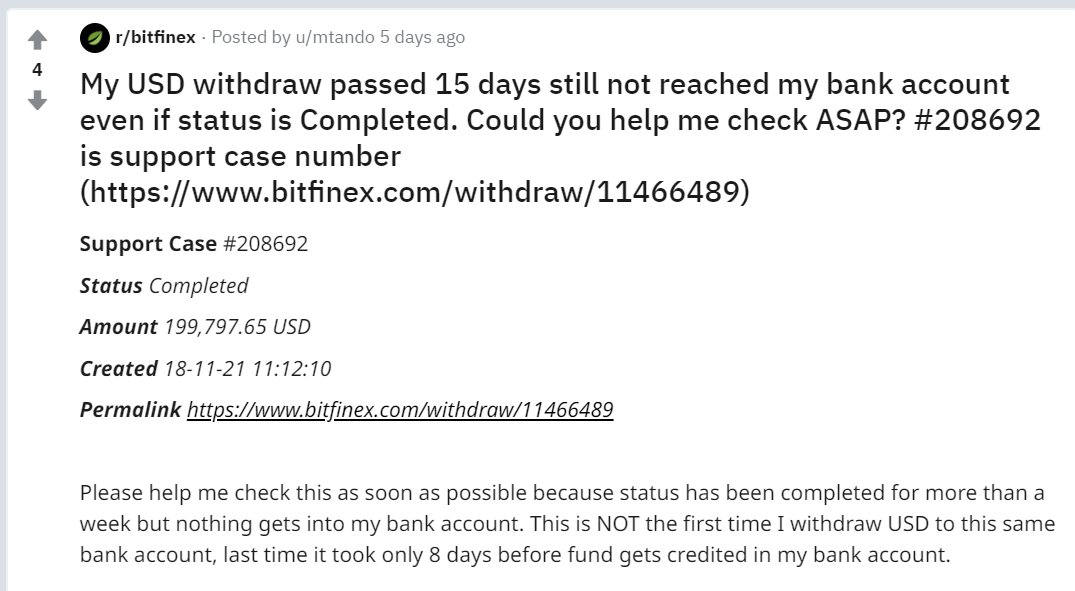 r/bitfinex · Posted by u/mtando 5 days ago
4
My USD withdraw passed 15 days still not reached my bank account
even if status is Completed. Could you help me check ASAP? #208692
is support case number
(https://www.bitfinex.com/withdraw/11466489)
Support Case #208692
Status Completed
Amount 199,797.65 USD
Created 18-11-21 11:12:10
Permalink https://www.bitfinex.com/withdraw/11466489
Please help me check this as soon as possible because status has been completed for more than a
week but nothing gets into my bank account. This is NOT the first time I withdraw USD to this same
bank account, last time it took only 8 days before fund gets credited in my bank account.